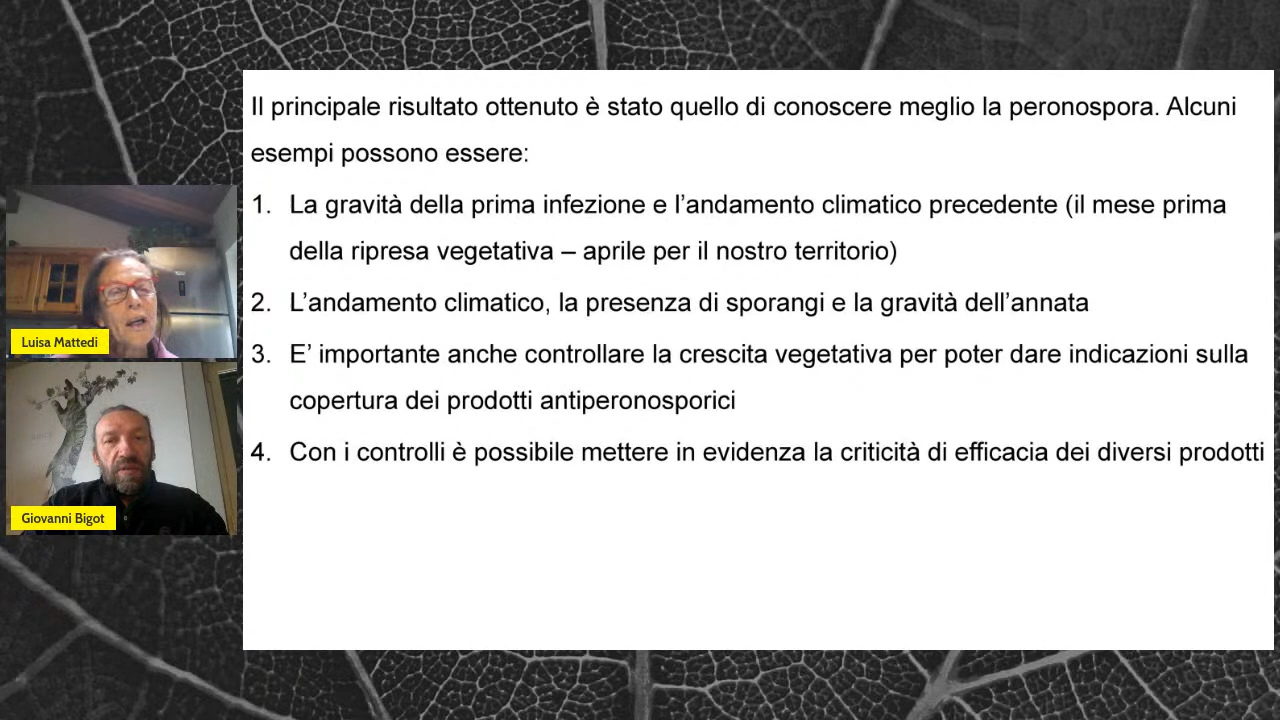 Il principale risultato ottenuto è stato quello di conoscere meglio la peronospora. Alcuni
esempi possono essere:
1. La gravità della prima infezione e l’andamento climatico precedente (il mese prima
della ripresa vegetativa – aprile per il nostro territorio)
2. L’andamento climatico, la presenza di sporangi e la gravità dell’annata
3. E’ importante anche controllare la crescita vegetativa per poter dare indicazioni sulla
copertura dei prodotti antiperonosporici
4. Con i controlli è possibile mettere in evidenza la criticità di efficacia dei diversi prodotti
Luisa Mattedi
Giovanni Bigot